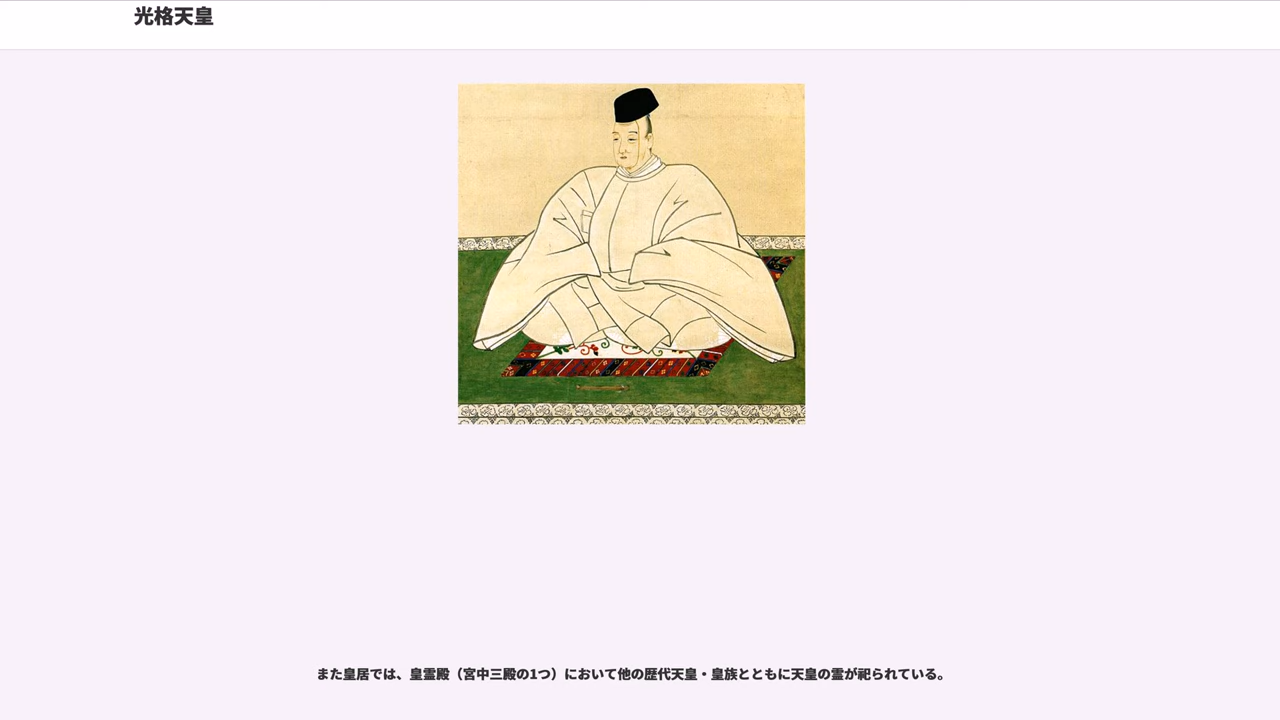 光格天皇
また皇居では、皇霊殿（宮中三殿の1つ）において他の歴代天皇・皇族とともに天皇の霊が祀られている。